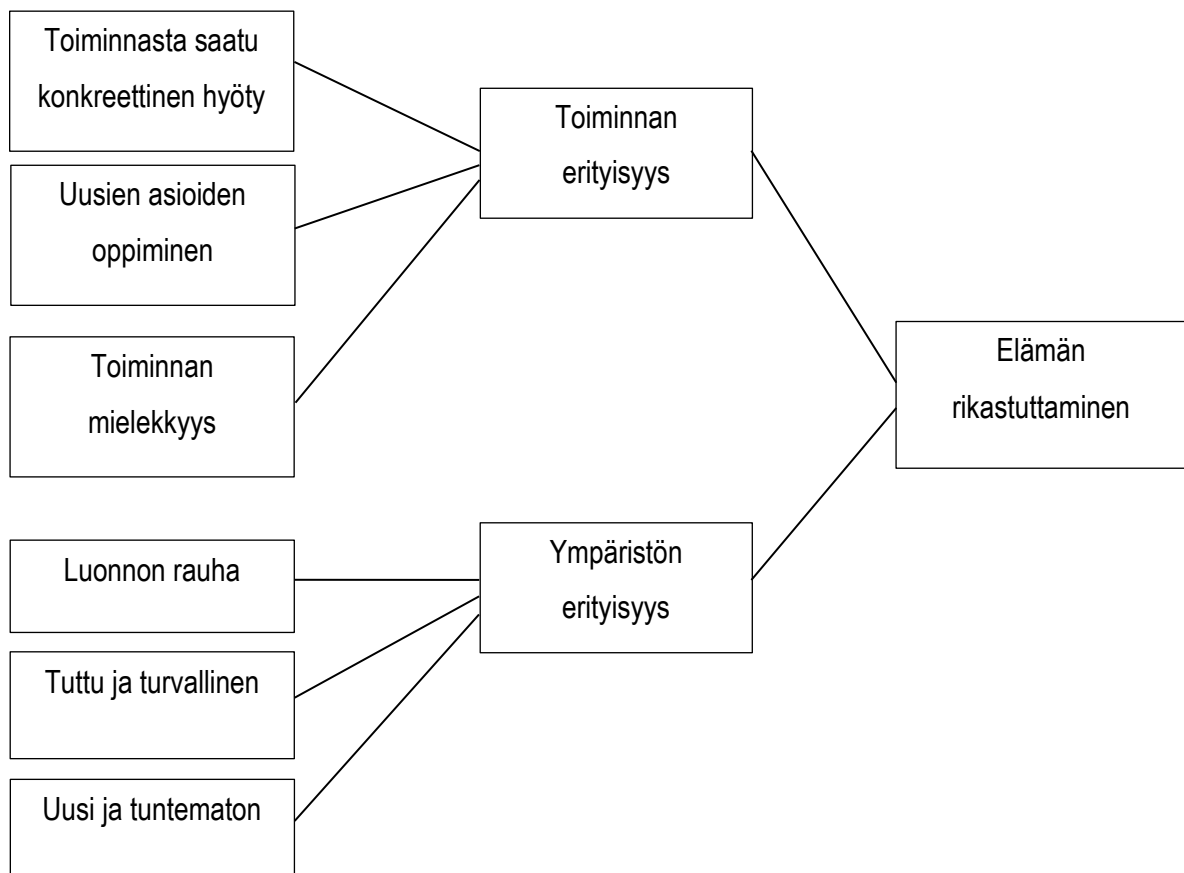 Toiminnasta saatu
konkreettinen hyöty
Uusien asioiden
oppiminen
Toiminnan
mielekkyys
Luonnon rauha
Tuttu ja turvallinen
Uusi ja tuntematon
Toiminnan
erityisyys
Ympäristön
erityisyys
Elämän
rikastuttaminen